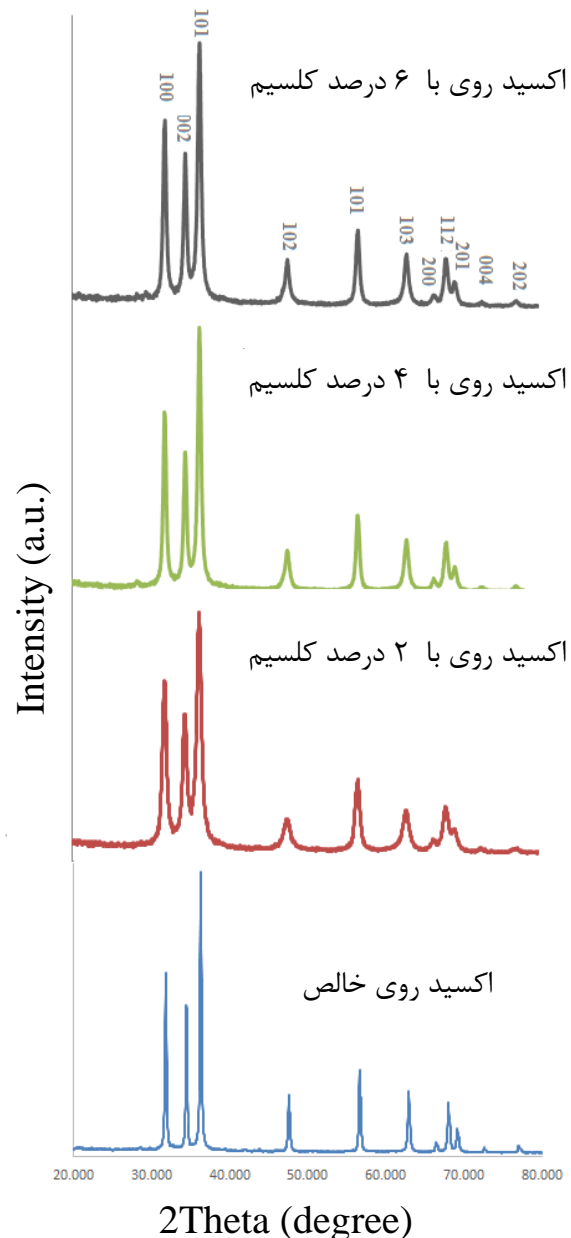 101
100
002
اکسید روی با ۶ درصد کلسیم
102
101
103
200
112
201
004
202
اکسید روی با ۴ درصد کلسیم
Intensity (a.u.)
اکسید روی با ۲ درصد کلسیم
اکسید روی خالص
20.000 30.000 40.000 50.000 60.000 70.000 80.000
2Theta (degree)